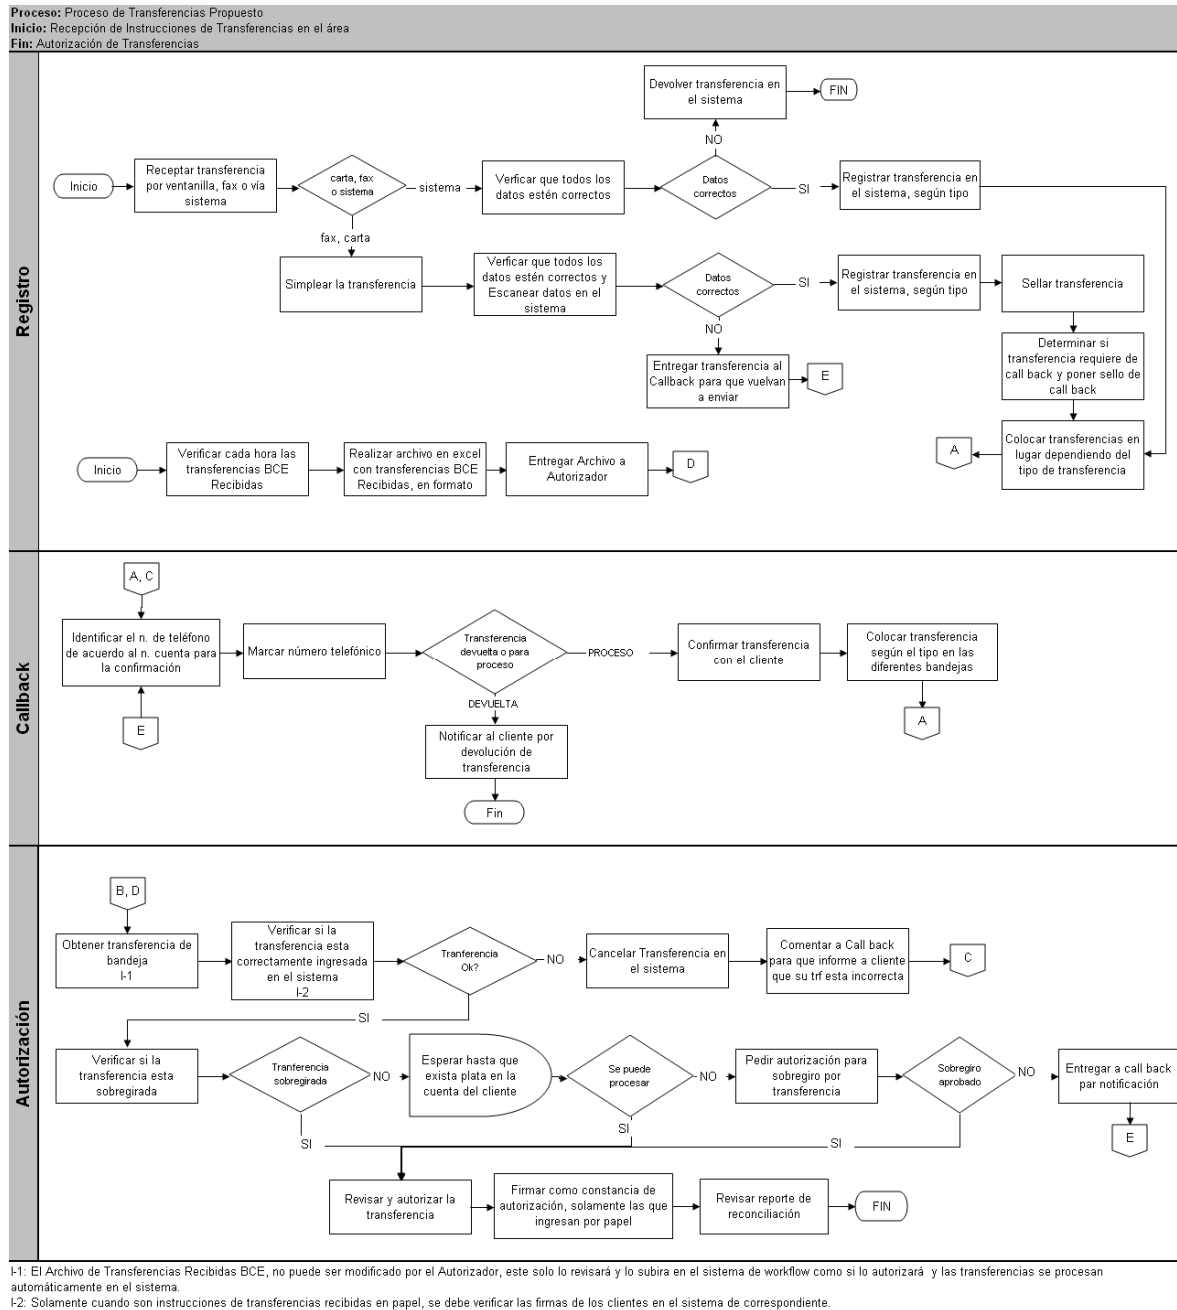 Proceso: Proceso de Transferencias Propuesto
Inicio: Recepción de Instrucciones de Transferencias en el área
Fin: Autorización de Transferencias
Registro
Devolver transferencia en
el sistema
FIN
NO
Inicio
Receptar transferencia
por ventanilla, fax o vía
sistema
carta, fax
o sistema
sistema
Verficar que todos los
datos estén correctos
Datos
correctos
SI
Registrar transferencia en
el sistema, según tipo
fax, carta
Simplear la transferencia
Verficar que todos los
datos estén correctos y
Escanear datos en el
sistema
Datos
correctos
SI
Registrar transferencia en
el sistema, según tipo
Sellar transferencia
NO
Entregar transferencia al
Callback para que vuelvan
a enviar
E
Determinar si
transferencia requiere de
call back y poner sello de
call back
Colocar transferencias en
lugar dependiendo del
tipo de transferencia
A
Inicio
Verificar cada hora las
transferencias BCE
Recibidas
Realizar archivo en excel
con transferencias BCE
Recibidas, en formato
Entregar Archivo a
Autorizador
D
Callback
A, C
Identificar el n. de teléfono
de acuerdo al n. cuenta para
la confirmación
E
Marcar número telefónico
Transferencia
devuelta o para
proceso
PROCESO
Confirmar transferencia
con el cliente
Colocar transferencia
según el tipo en las
diferentes bandejas
A
DEVUELTA
Notificar al cliente por
devolución de
transferencia
Fin
Autorización
B, D
Obtener transferencia de
bandeja
I-1
Verificar si la
transferencia esta
correctamente ingresada
en el sistema
I-2
Tranferencia
Ok?
NO
Cancelar Transferencia en
el sistema
Comentar a Call back
para que informe a cliente
que su trf esta incorrecta
C
SI
Verificar si la
transferencia esta
sobregirada
Tranferencia
sobregirada
NO
Esperar hasta que
exista plata en la
cuenta del cliente
Se puede
procesar
NO
Pedir autorización para
sobregiro por
transferencia
Sobregiro
aprobado
NO
Entregar a call back
par notificación
E
SI
SI
SI
Revisar y autorizar la
transferencia
Firmar como constancia de
autorización, solamente las que
ingresan por papel
Revisar reporte de
reconciliación
FIN
I-1: El Archivo de Transferencias Recibidas BCE, no puede ser modificado por el Autorizador, este solo lo revisará y lo subira en el sistema de workflow como si lo autorizará y las transferencias se procesan
automáticamente en el sistema.
I-2: Solamente cuando son instrucciones de transferencias recibidas en papel, se debe verificar las firmas de los clientes en el sistema de correspondiente.